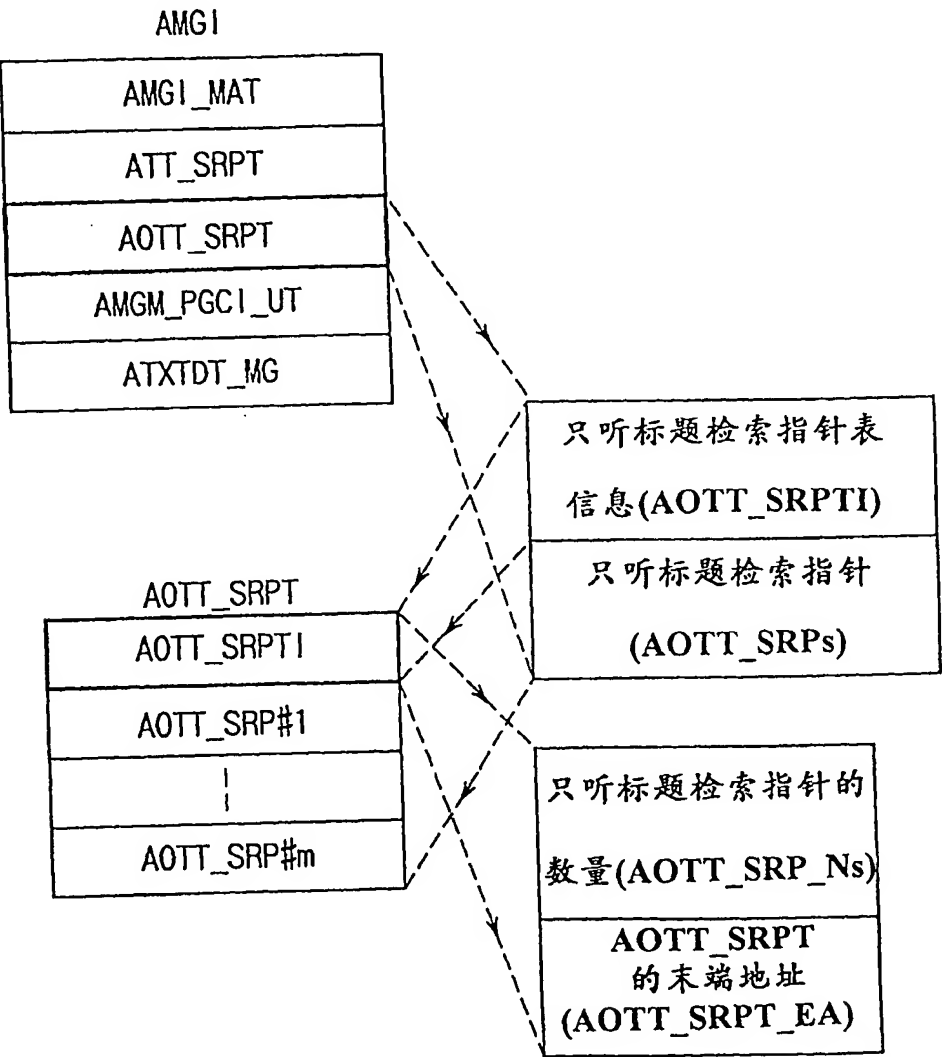 AMGI
AMGI_MAT
ATT_SRPT
AOTT_SRPT
AMGM_PGCI_UT
ATXTDT_MG
只听标题检索指针表
信息(AOTT_SRPTI)
只听标题检索指针
(AOTT_SRPs)
AOTT_SRPT
AOTT_SRPTI
AOTT_SRP#1
AOTT_SRP#m
只听标题检索指针的
数量(AOTT_SRP_Ns)
AOTT_SRPT
的末端地址
(AOTT_SRPT_EA)